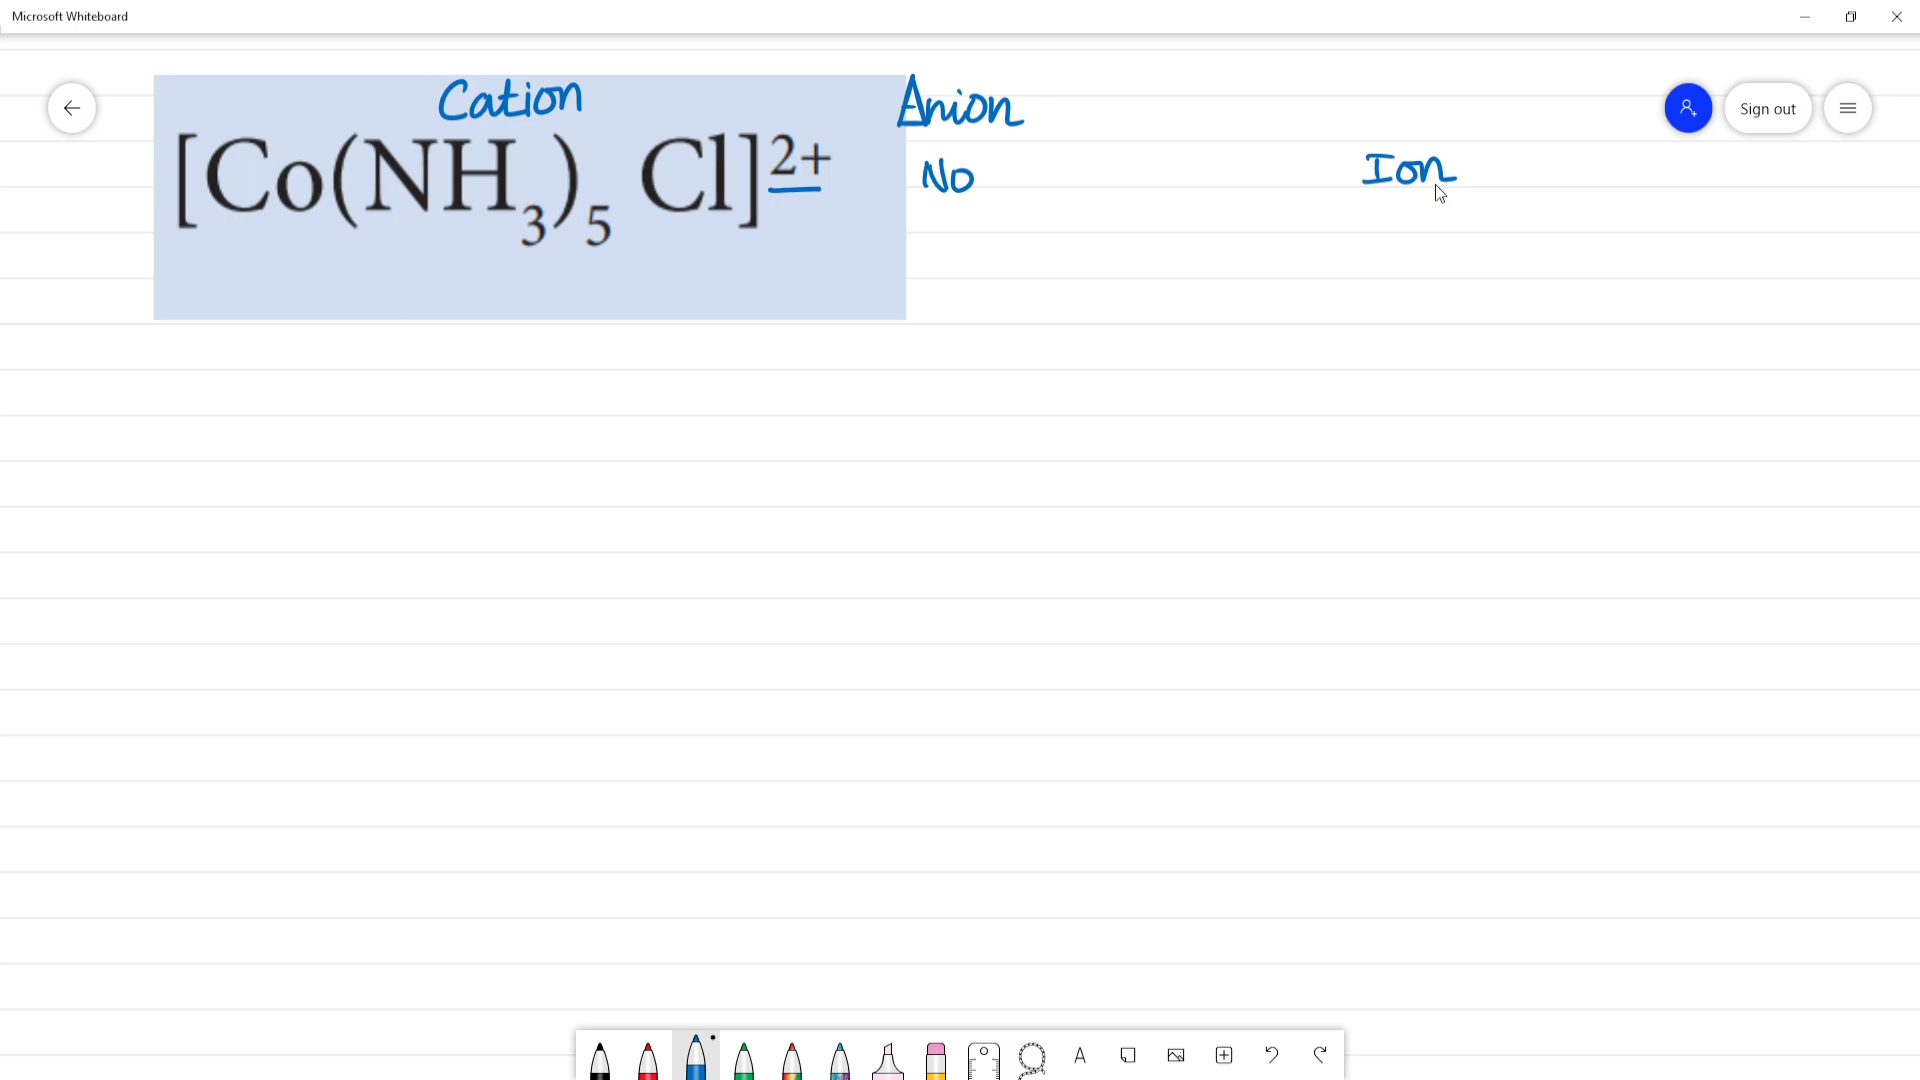 Microsoft Whiteboard
Cation Anion
[Co(NH₃)₅ Cl]²⁺ No Ion
Sign out
A